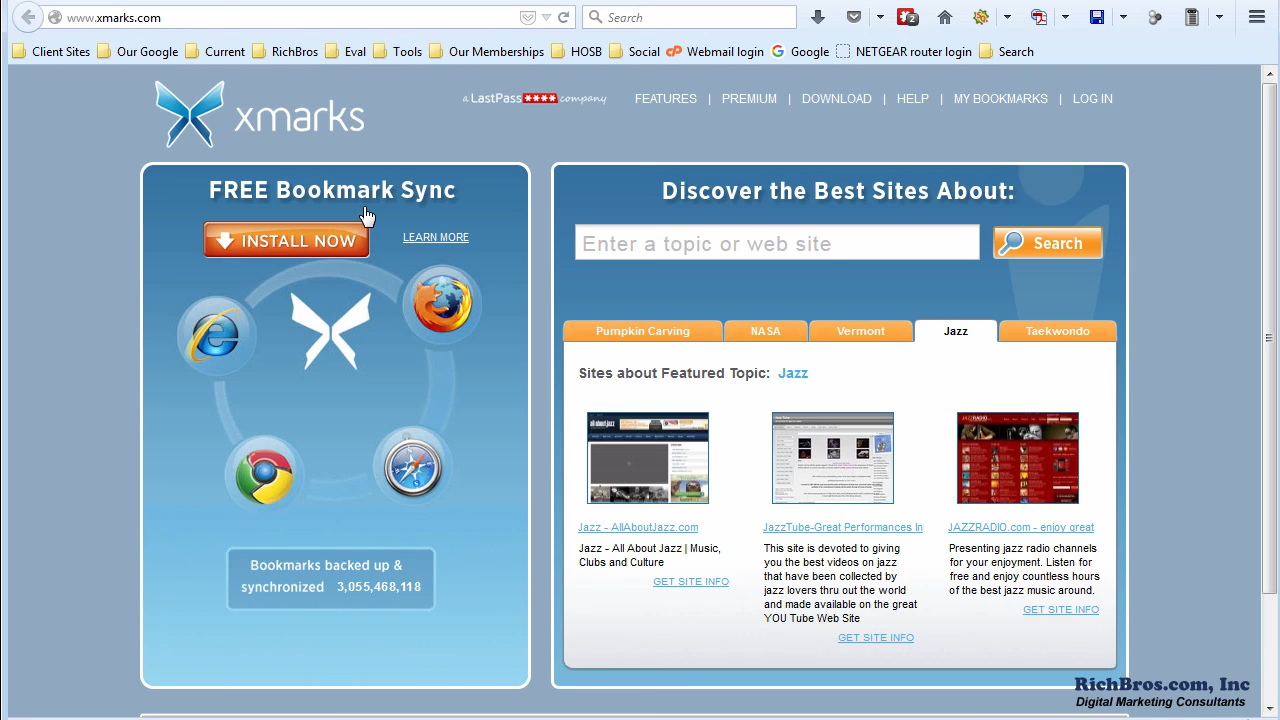 www.xmarks.com
Search
2
Client Sites Our Google Current RichBros Eval Tools Our Memberships HOSB Social cP Webmail login Google NETGEAR router login Search
xmarks
a LastPass **** company
FEATURES | PREMIUM | DOWNLOAD | HELP | MY BOOKMARKS | LOG IN
FREE Bookmark Sync
INSTALL NOW
LEARN MORE
Bookmarks backed up &
synchronized 3,055,468,118
Discover the Best Sites About:
Enter a topic or web site
Search
Pumpkin Carving NASA Vermont Jazz Taekwondo
Sites about Featured Topic: Jazz
Jazz - AllAboutJazz.com
Jazz - All About Jazz | Music,
Clubs and Culture
GET SITE INFO
JazzTube-Great Performances In
This site is devoted to giving
you the best videos on jazz
that have been collected by
jazz lovers thru out the world
and made available on the great
YOU Tube Web Site
GET SITE INFO
JAZZRADIO.com - enjoy great
Presenting jazz radio channels
for your enjoyment. Listen for
free and enjoy countless hours
of the best jazz music around.
GET SITE INFO
RichBros.com, Inc
Digital Marketing Consultants